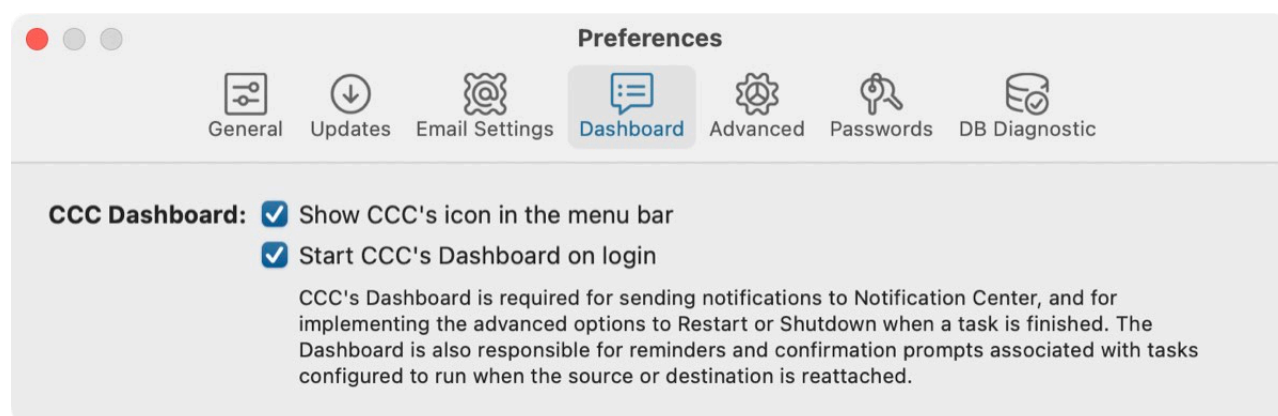 Preferences
General Updates Email Settings Dashboard Advanced Passwords DB Diagnostic
CCC Dashboard: Show CCC's icon in the menu bar
Start CCC's Dashboard on login
CCC's Dashboard is required for sending notifications to Notification Center, and for
implementing the advanced options to Restart or Shutdown when a task is finished. The
Dashboard is also responsible for reminders and confirmation prompts associated with tasks
configured to run when the source or destination is reattached.